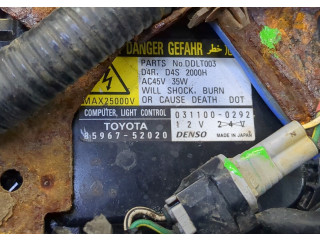 DANGER GEFAHR خطر
PARTS No.DDLT003
D4R, D4S 2000H
AC45V 35W
WILL SHOCK, BURN
OR CAUSE DEATH DOT
MAX25000V
COMPUTER, LIGHT CONTROL
031100-0292
TOYOTA
12V
85967-52020
DENSO
MADE IN JAPAN